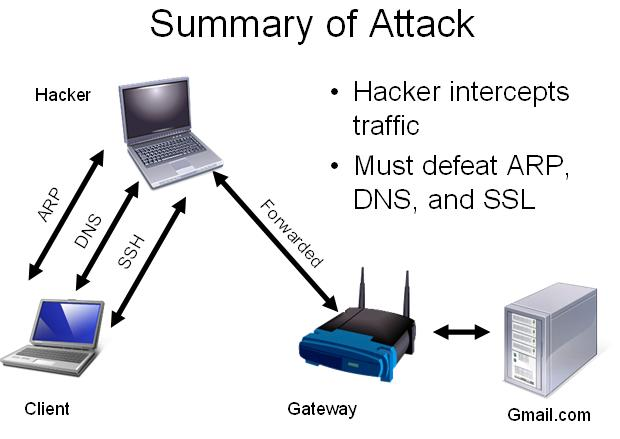 Summary of Attack
Hacker
• Hacker intercepts
traffic
• Must defeat ARP,
DNS, and SSL
ARP
DNS
SSH
Forwarded
Client
Gateway
Gmail.com